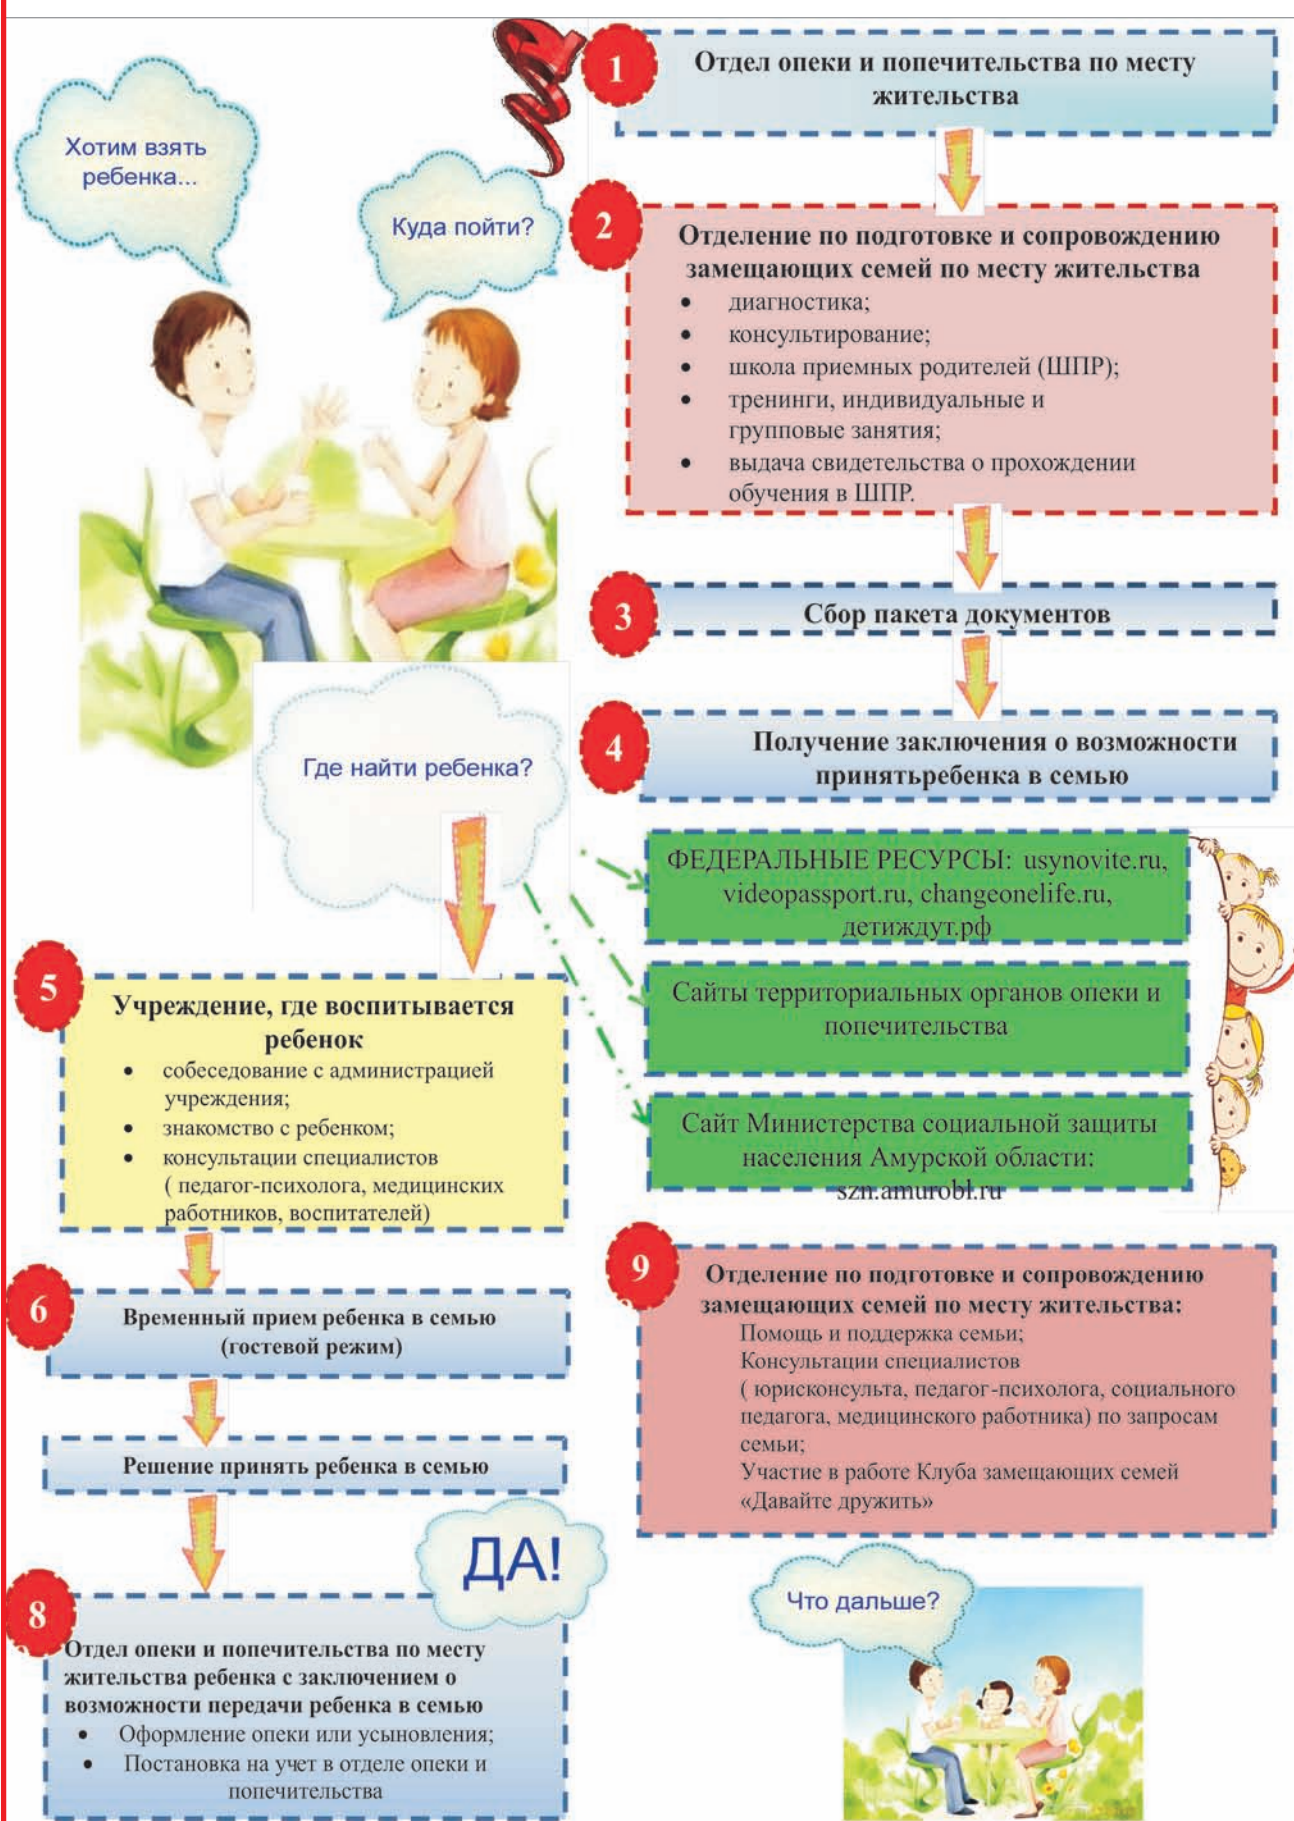 Хотим взять
ребенка...
Куда пойти?
1
Отдел опеки и попечительства по месту
жительства
2
Отделение по подготовке и сопровождению
замещающих семей по месту жительства
• диагностика;
• консультирование;
• школа приемных родителей (ШПР);
• тренинги, индивидуальные и
групповые занятия;
• выдача свидетельства о прохождении
обучения в ШПР.
3
Сбор пакета документов
4
Получение заключения о возможности
принятьребенка в семью
Где найти ребенка?
ФЕДЕРАЛЬНЫЕ РЕСУРСЫ: usynovite.ru,
videopassport.ru, changeonelife.ru,
детиждут.рф
Сайты территориальных органов опеки и
попечительства
Сайт Министерства социальной защиты
населения Амурской области:
szn.amurobl.ru
5
Учреждение, где воспитывается
ребенок
• собеседование с администрацией
учреждения;
• знакомство с ребенком;
• консультации специалистов
( педагог-психолога, медицинских
работников, воспитателей)
6
Временный прием ребенка в семью
(гостевой режим)
Решение принять ребенка в семью
ДА!
8
Отдел опеки и попечительства по месту
жительства ребенка с заключением о
возможности передачи ребенка в семью
• Оформление опеки или усыновления;
• Постановка на учет в отделе опеки и
попечительства
9
Отделение по подготовке и сопровождению
замещающих семей по месту жительства:
Помощь и поддержка семьи;
Консультации специалистов
( юрисконсульта, педагог-психолога, социального
педагога, медицинского работника) по запросам
семьи;
Участие в работе Клуба замещающих семей
«Давайте дружить»
Что дальше?